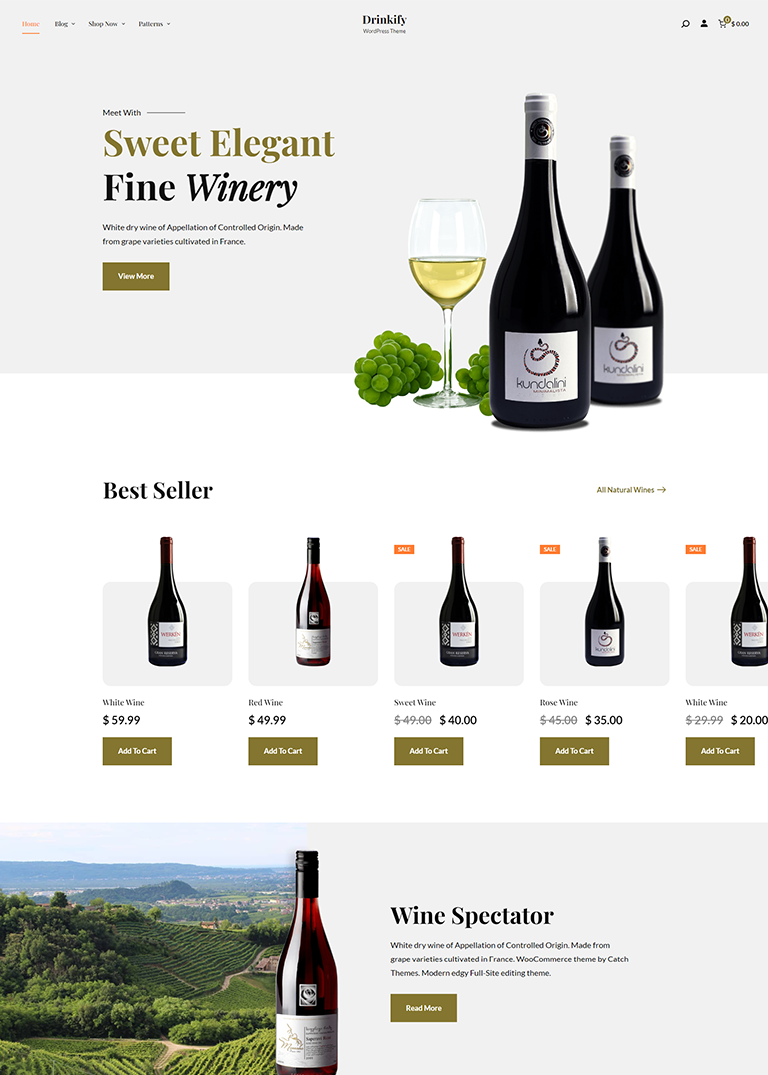 Home Blog Shop Now Patterns
Drinkify
WordPress Theme
0
$ 0.00
Meet With
Sweet Elegant
Fine Winery
White dry wine of Appellation of Controlled Origin. Made
from grape varieties cultivated in France.
View More
kundalini
MINIMALISTA
kundalini
Best Seller
All Natural Wines
SALE
SALE
SALE
WERKEN
WERKEN
kundalini
WERKEN
White Wine
$ 59.99
Add To Cart
Red Wine
$ 49.99
Add To Cart
Sweet Wine
$ 49.00 $ 40.00
Add To Cart
Rose Wine
$ 45.00 $ 35.00
Add To Cart
White Wine
$ 29.99 $ 20.00
Add To Cart
Wine Spectator
White dry wine of Appellation of Controlled Origin. Made from
grape varieties cultivated in France. WooCommerce theme by Catch
Themes. Modern edgy Full-Site editing theme.
Read More